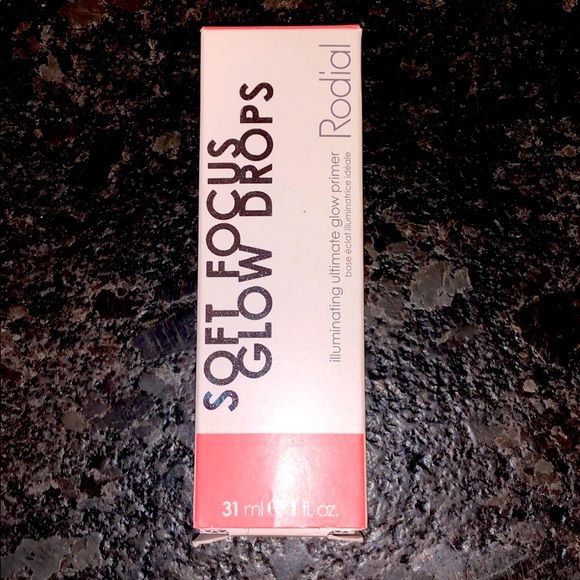 SOFT FOCUS
GLOW DROPS
illuminating ultimate glow primer
base éclat illuminatrice idéale
Rodial
31 ml e 1 fl. oz.